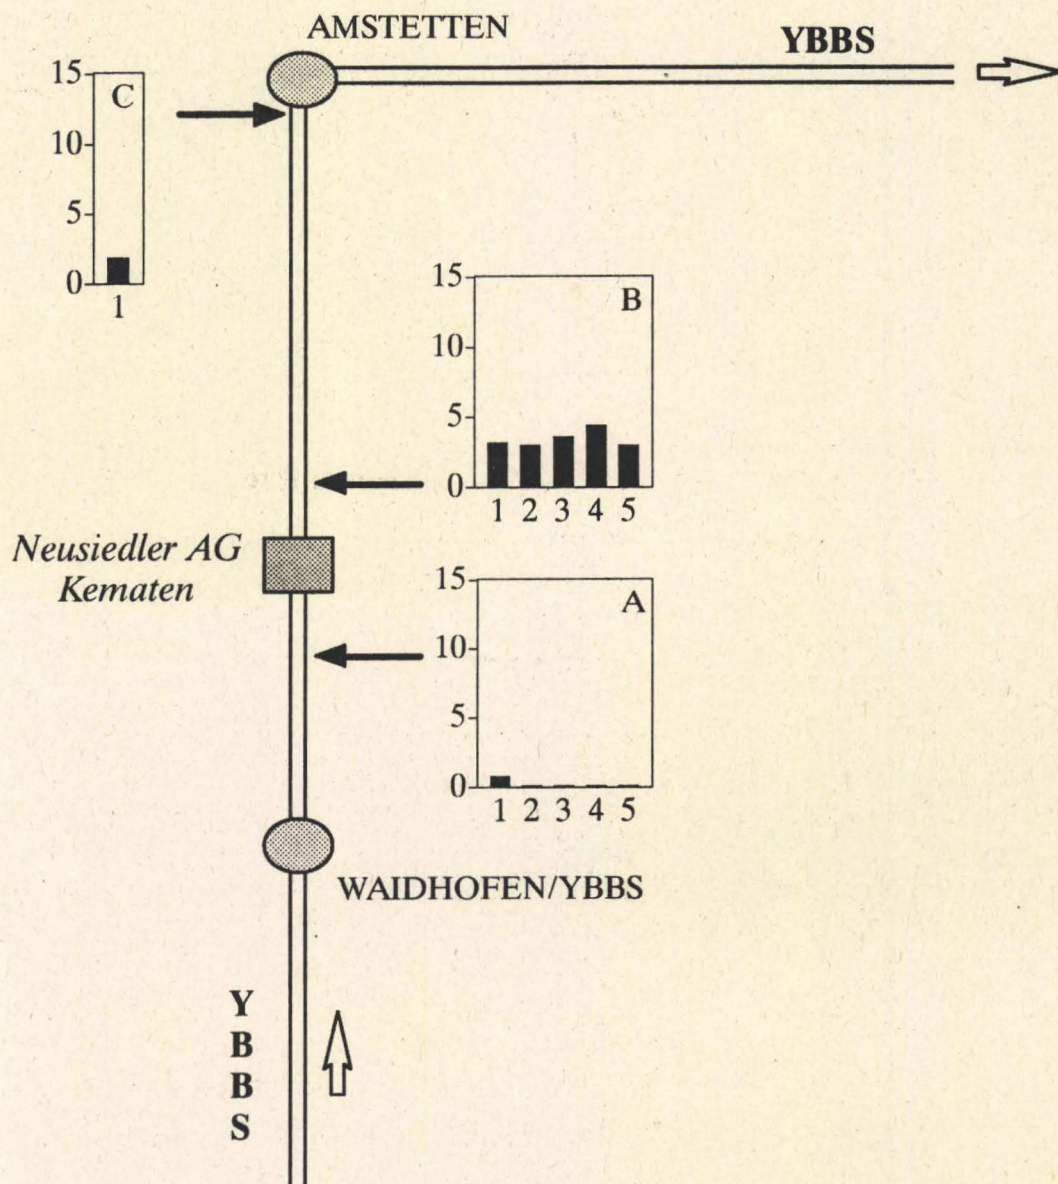 AMSTETTEN
YBBS
15
C
10
5
0
1
15
B
10
5
0
1 2 3 4 5
Neusiedler AG
Kematen
15
A
10
5
0
1 2 3 4 5
WAIDHOFEN/YBBS
Y
B
B
S